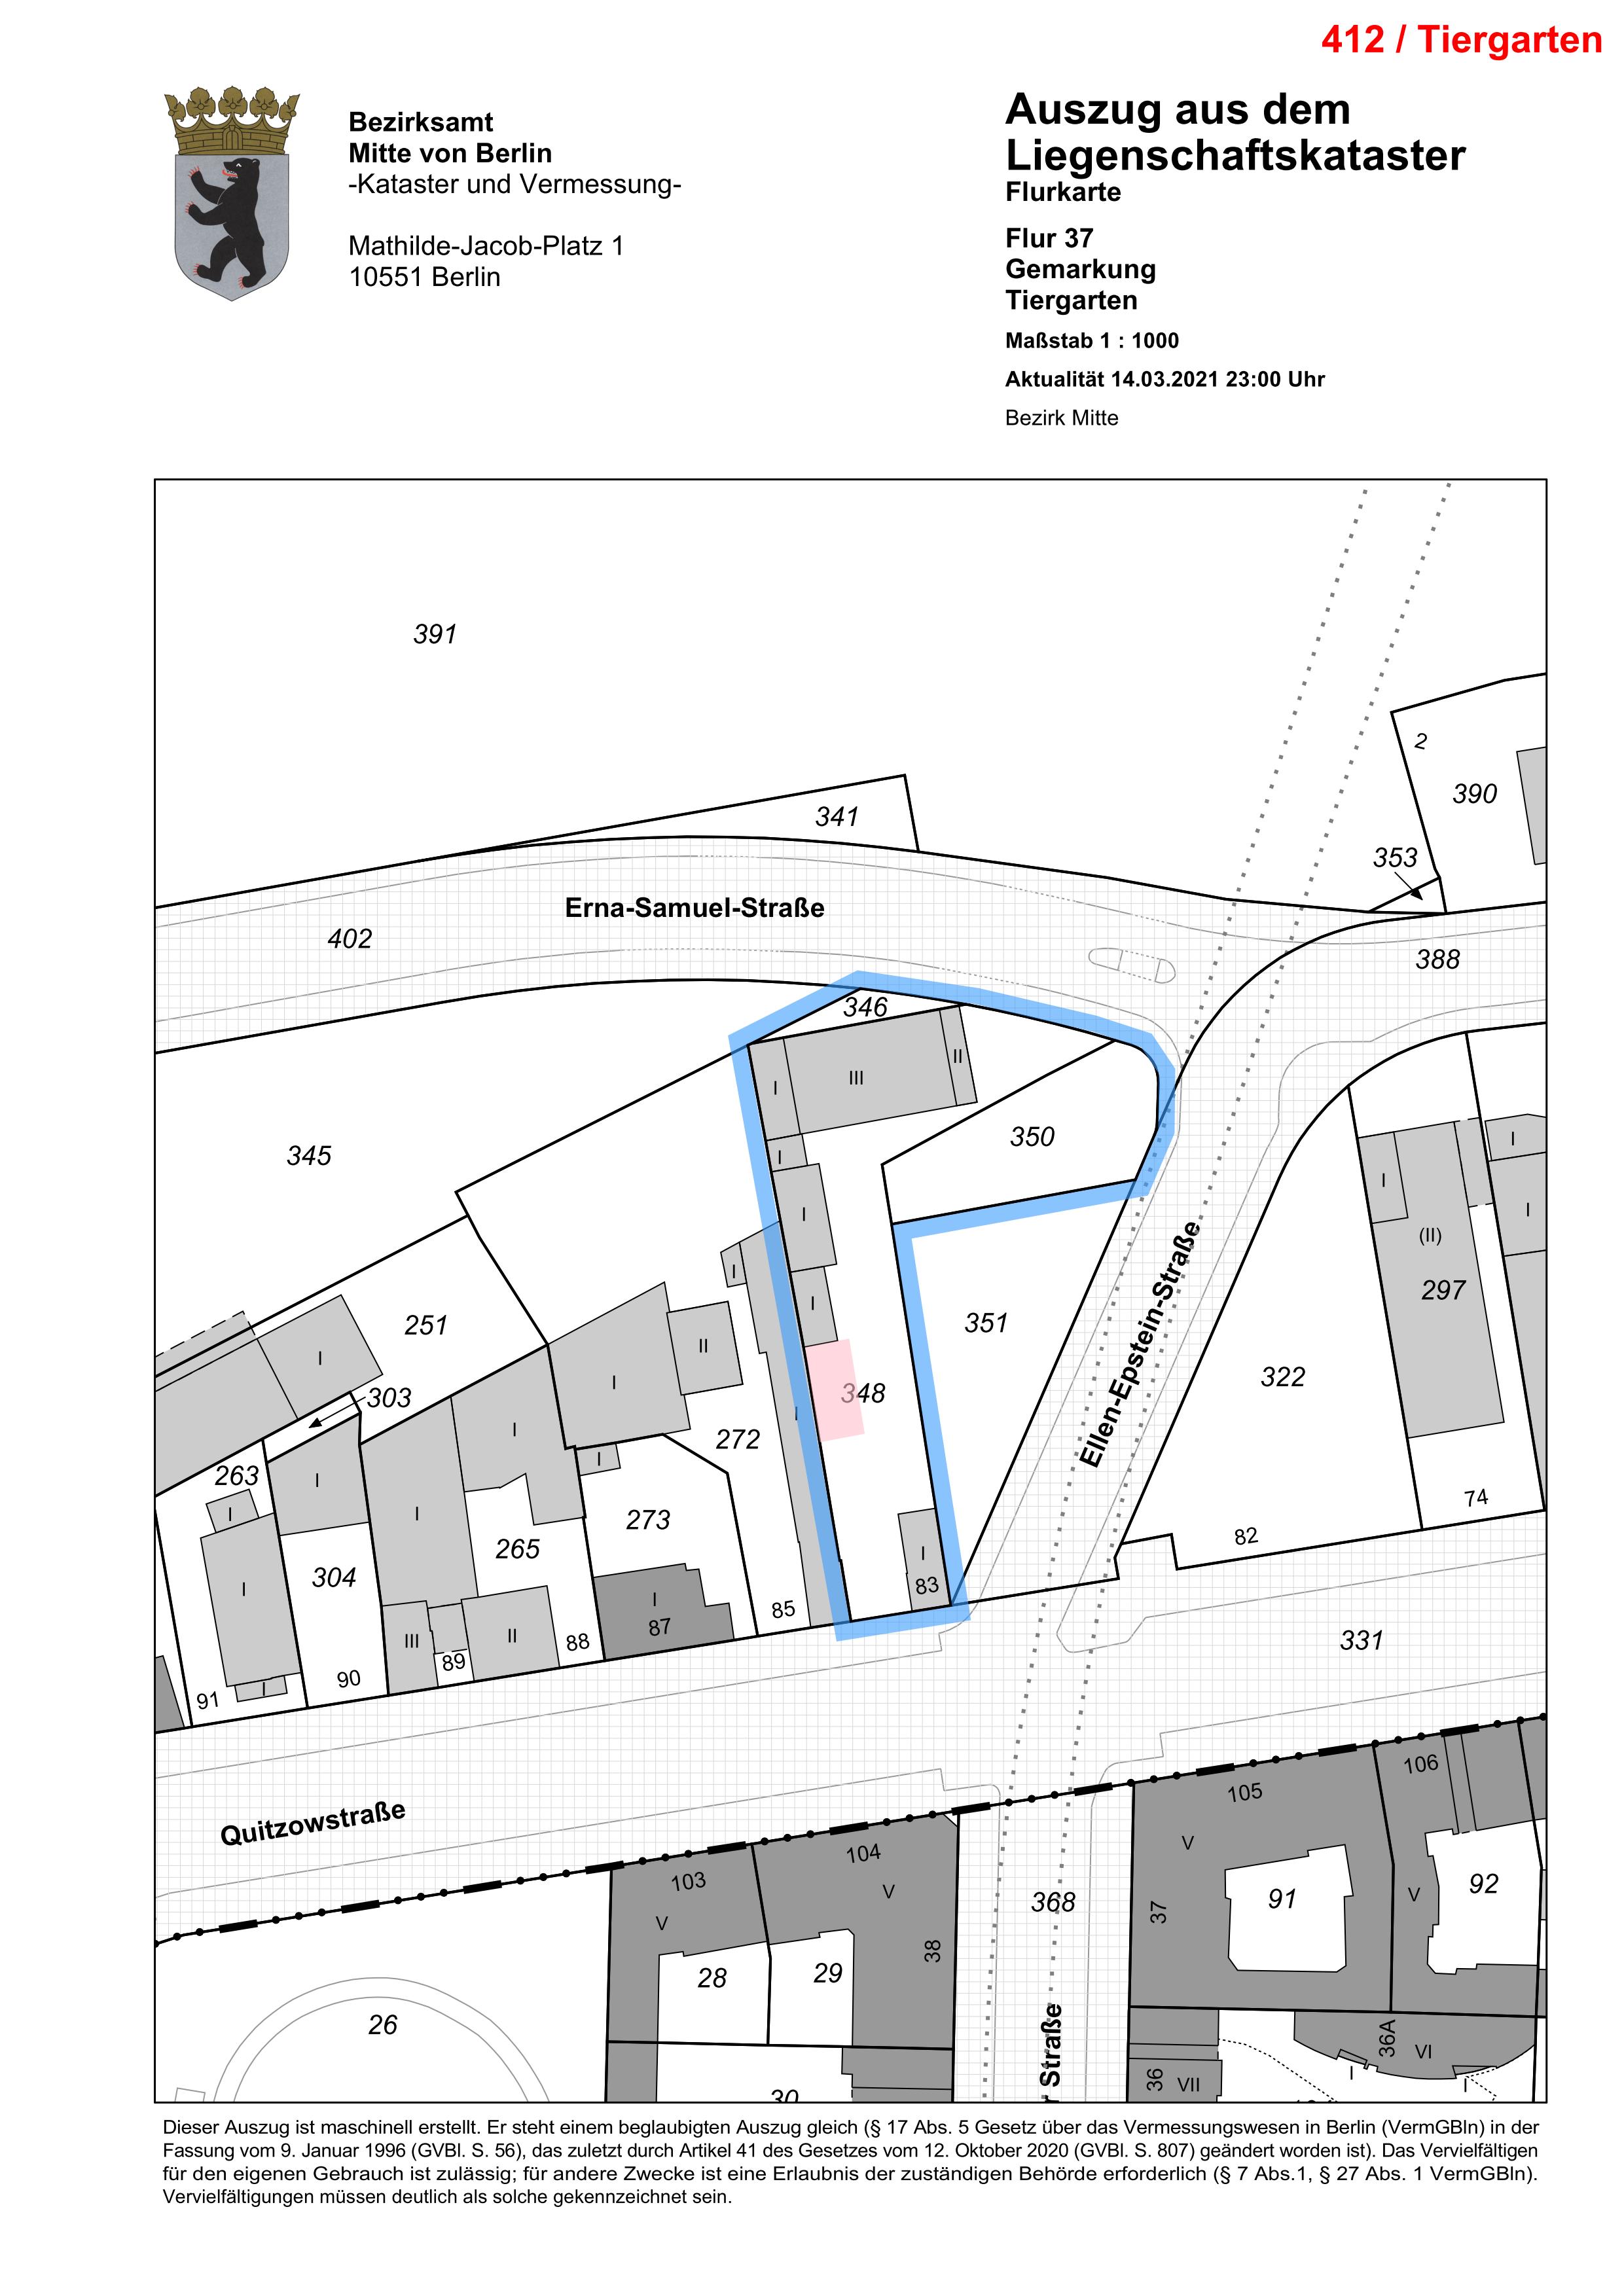 412 / Tiergarten
Bezirksamt
Mitte von Berlin
-Kataster und Vermessung-
Mathilde-Jacob-Platz 1
10551 Berlin
Auszug aus dem
Liegenschaftskataster
Flurkarte
Flur 37
Gemarkung
Tiergarten
Maßstab 1 : 1000
Aktualität 14.03.2021 23:00 Uhr
Bezirk Mitte
391
2
390
341
353
Erna-Samuel-Straße
402
388
346
II
I
III
350
I
345
I
I
(II)
I
I
I
297
I
I
251
351
Ellen-Epstein-Straße
II
I
322
I
348
303
I
I
272
I
263
I
I
74
I
I
273
82
265
I
304
I
I
83
I
87
85
III
II
88
331
89
90
I
91
106
105
Quitzowstraße
104
V
103
V
V
V
92
91
368
37
38
28
29
26
36A
VI
I
I
36
VII
30
r Straße
Dieser Auszug ist maschinell erstellt. Er steht einem beglaubigten Auszug gleich (§ 17 Abs. 5 Gesetz über das Vermessungswesen in Berlin (VermGBln) in der
Fassung vom 9. Januar 1996 (GVBl. S. 56), das zuletzt durch Artikel 41 des Gesetzes vom 12. Oktober 2020 (GVBl. S. 807) geändert worden ist). Das Vervielfältigen
für den eigenen Gebrauch ist zulässig; für andere Zwecke ist eine Erlaubnis der zuständigen Behörde erforderlich (§ 7 Abs.1, § 27 Abs. 1 VermGBln).
Vervielfältigungen müssen deutlich als solche gekennzeichnet sein.